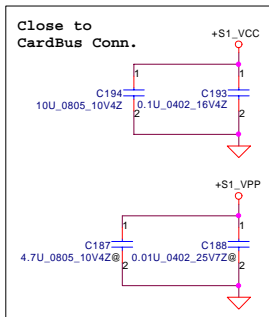 Close to
CardBus Conn.
+S1_VCC
1 1
C194 C193
10U_0805_10V4Z 0.1U_0402_16V4Z
2 2
+S1_VPP
1 1
C187 C188
4.7U_0805_10V4Z@ 0.01U_0402_25V7Z@
2 2